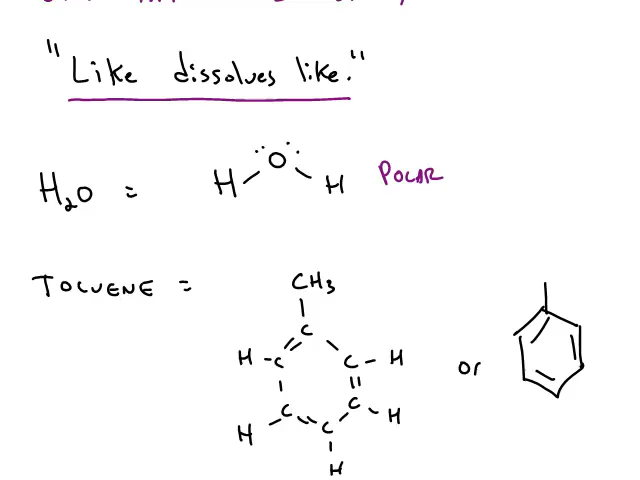 "Like dissolves like."
H₂O = H O H POLAR
TOLUENE =
CH₃
C
H C C H
or
C C H
H C
H